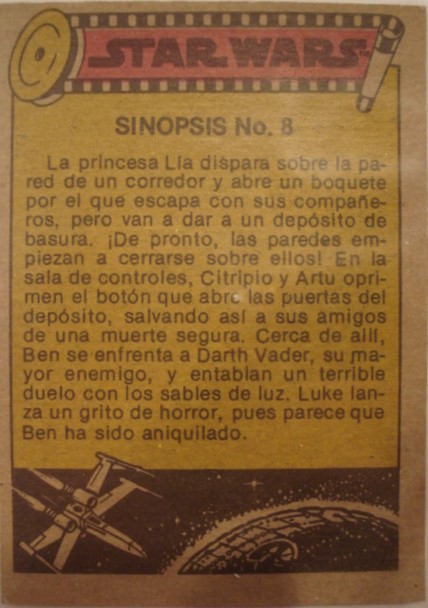 STAR WARS
SINOPSIS No. 8
La princesa Lía dispara sobre la pa-
red de un corredor y abre un boquete
por el que escapa con sus compañe-
ros, pero van a dar a un depósito de
basura. ¡De pronto, las paredes em-
piezan a cerrarse sobre ellos! En la
sala de controles, Citripio y Artu opri-
men el botón que abre las puertas del
depósito, salvando así a sus amigos
de una muerte segura. Cerca de allí,
Ben se enfrenta a Darth Vader, su ma-
yor enemigo, y entablan un terrible
duelo con los sables de luz. Luke lan-
za un grito de horror, pues parece que
Ben ha sido aniquilado.